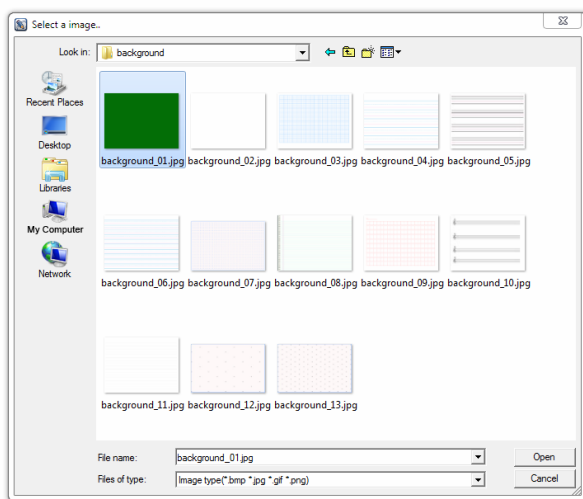 Select a image..
Look in: background
Recent Places
Desktop
Libraries
My Computer
Network
background_01.jpg background_02.jpg background_03.jpg background_04.jpg background_05.jpg
background_06.jpg background_07.jpg background_08.jpg background_09.jpg background_10.jpg
background_11.jpg background_12.jpg background_13.jpg
File name: background_01.jpg Open
Files of type: Image type(*.bmp *.jpg *.gif *.png) Cancel